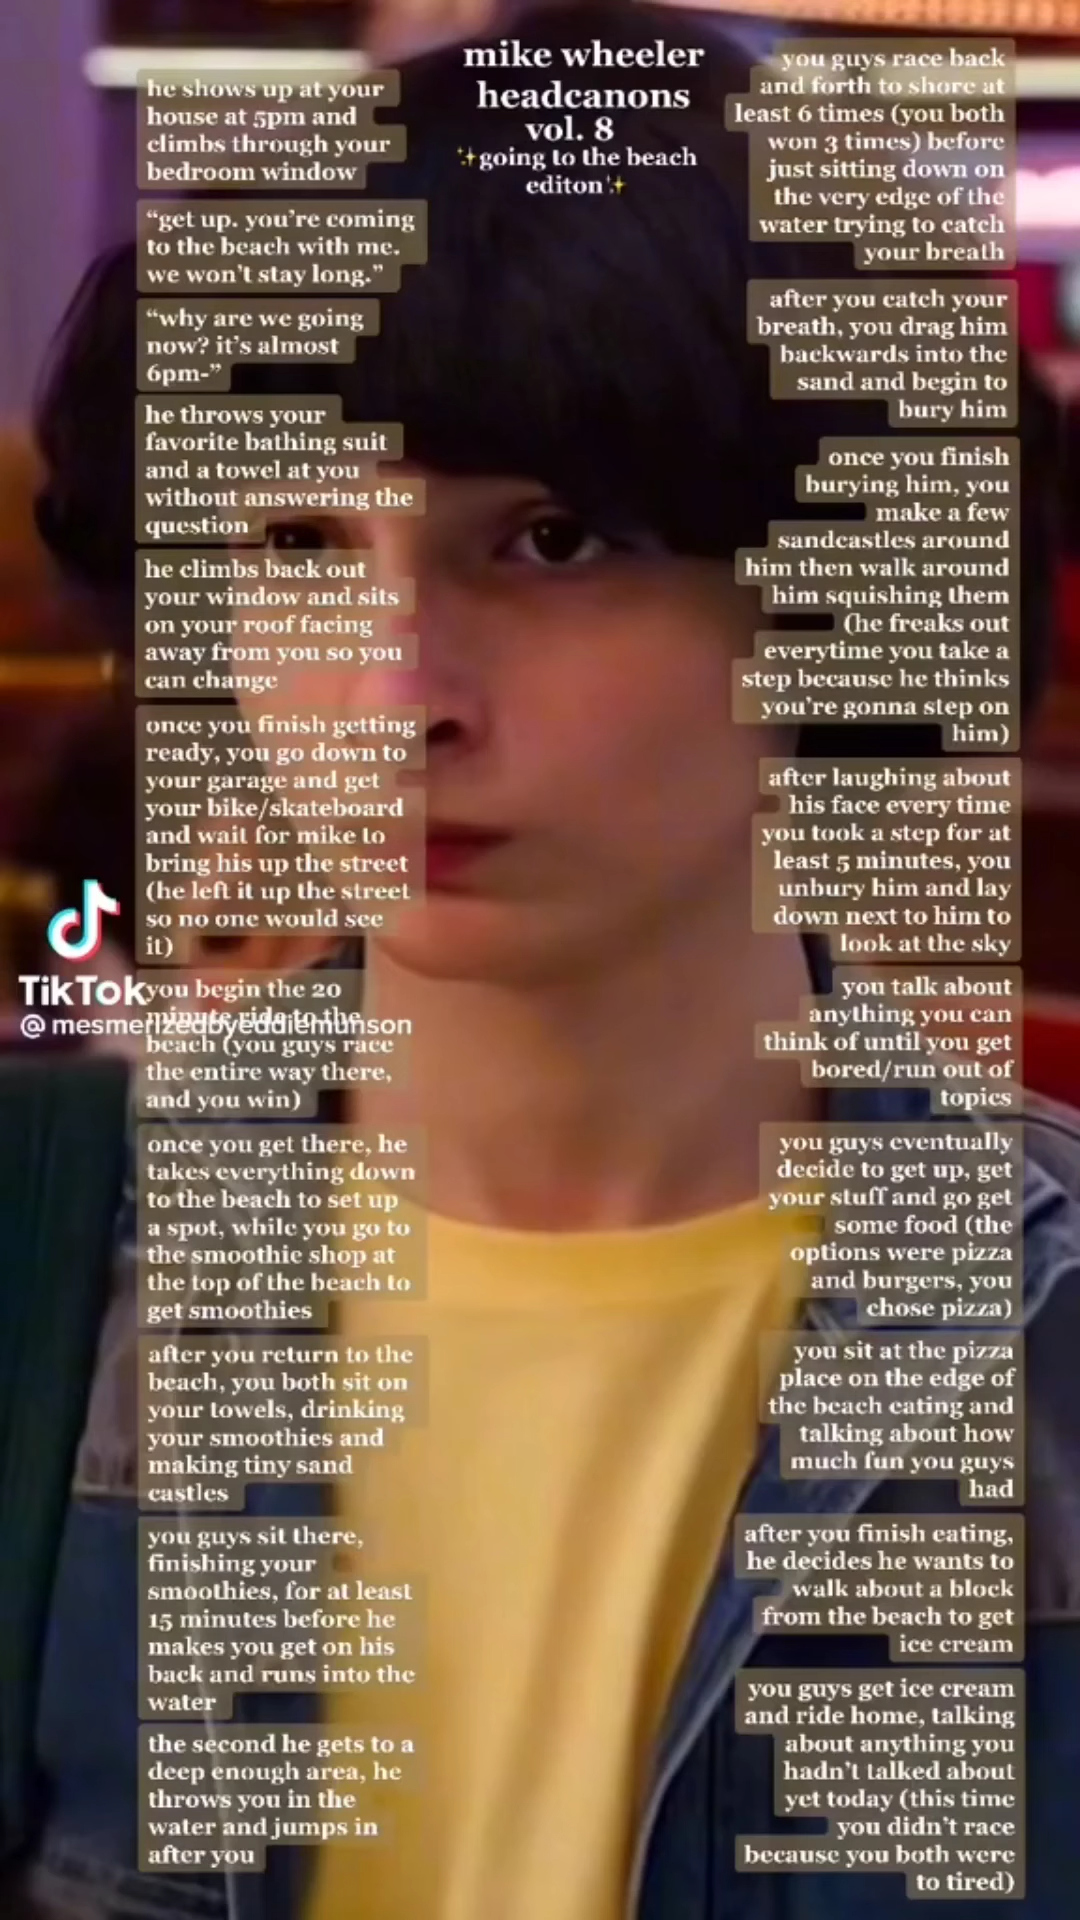 mike wheeler
headcanons
vol. 8
✨going to the beach
editon✨
he shows up at your
house at 5pm and
climbs through your
bedroom window
“get up. you’re coming
to the beach with me.
we won’t stay long.”
“why are we going
now? it’s almost
6pm-”
he throws your
favorite bathing suit
and a towel at you
without answering the
question
he climbs back out
your window and sits
on your roof facing
away from you so you
can change
once you finish getting
ready, you go down to
your garage and get
your bike/skateboard
and wait for mike to
bring his up the street
(he left it up the street
so no one would see
it)
you begin the 20
minute ride to the
beach (you guys race
the entire way there,
and you win)
once you get there, he
takes everything down
to the beach to set up
a spot, while you go to
the smoothie shop at
the top of the beach to
get smoothies
after you return to the
beach, you both sit on
your towels, drinking
your smoothies and
making tiny sand
castles
you guys sit there,
finishing your
smoothies, for at least
15 minutes before he
makes you get on his
back and runs into the
water
the second he gets to a
deep enough area, he
throws you in the
water and jumps in
after you
you guys race back
and forth to shore at
least 6 times (you both
won 3 times) before
just sitting down on
the very edge of the
water trying to catch
your breath
after you catch your
breath, you drag him
backwards into the
sand and begin to
bury him
once you finish
burying him, you
make a few
sandcastles around
him then walk around
him squishing them
(he freaks out
everytime you take a
step because he thinks
you’re gonna step on
him)
after laughing about
his face every time
you took a step for at
least 5 minutes, you
unbury him and lay
down next to him to
look at the sky
you talk about
anything you can
think of until you get
bored/run out of
topics
you guys eventually
decide to get up, get
your stuff and go get
some food (the
options were pizza
and burgers, you
chose pizza)
you sit at the pizza
place on the edge of
the beach eating and
talking about how
much fun you guys
had
after you finish eating,
he decides he wants to
walk about a block
from the beach to get
ice cream
you guys get ice cream
and ride home, talking
about anything you
hadn’t talked about
yet today (this time
you didn’t race
because you both were
to tired)
TikTok
@mesmerizedbyeddiemunson